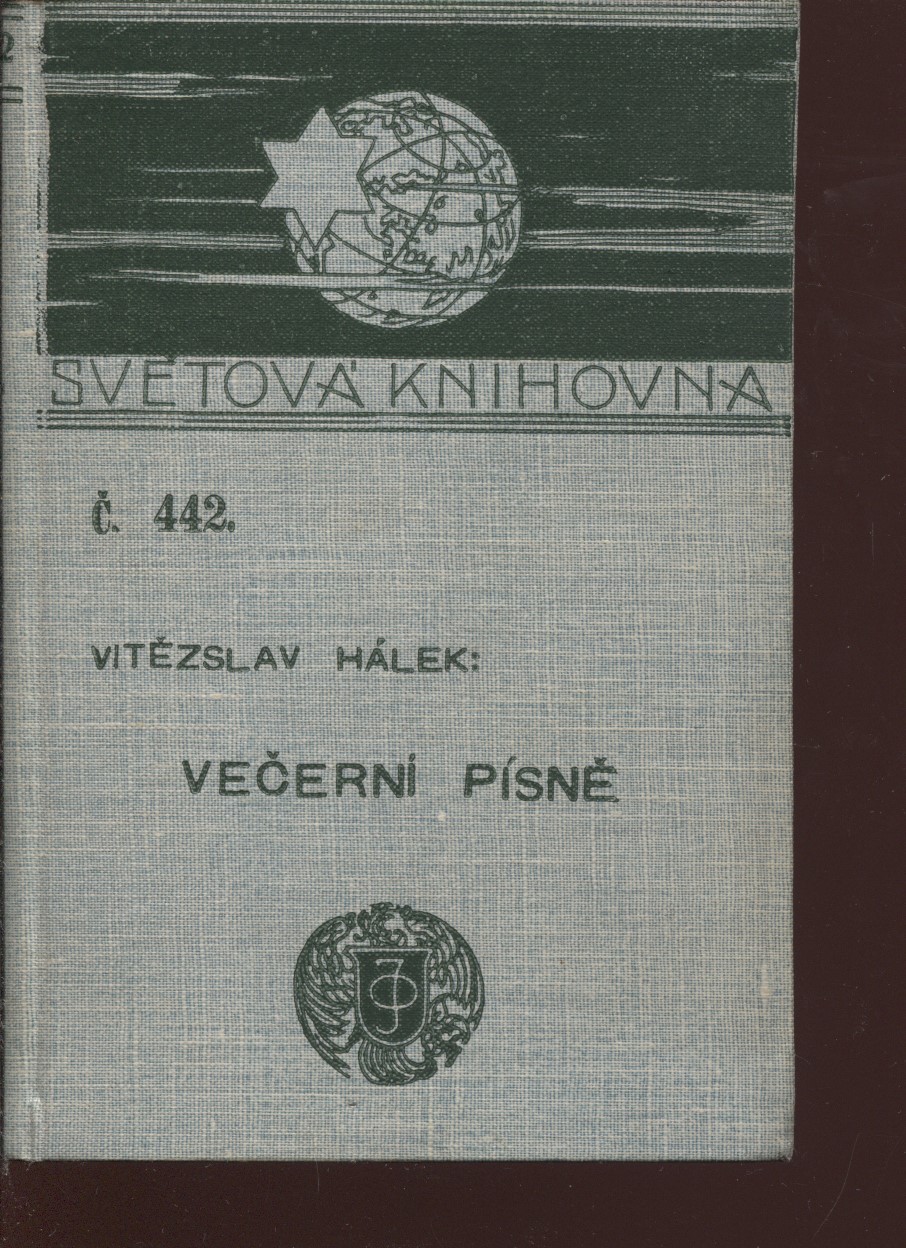 SVĚTOVÁ KNIHOVNA
Č. 442.
VITĚZSLAV HÁLEK:
VEČERNÍ PÍSNĚ